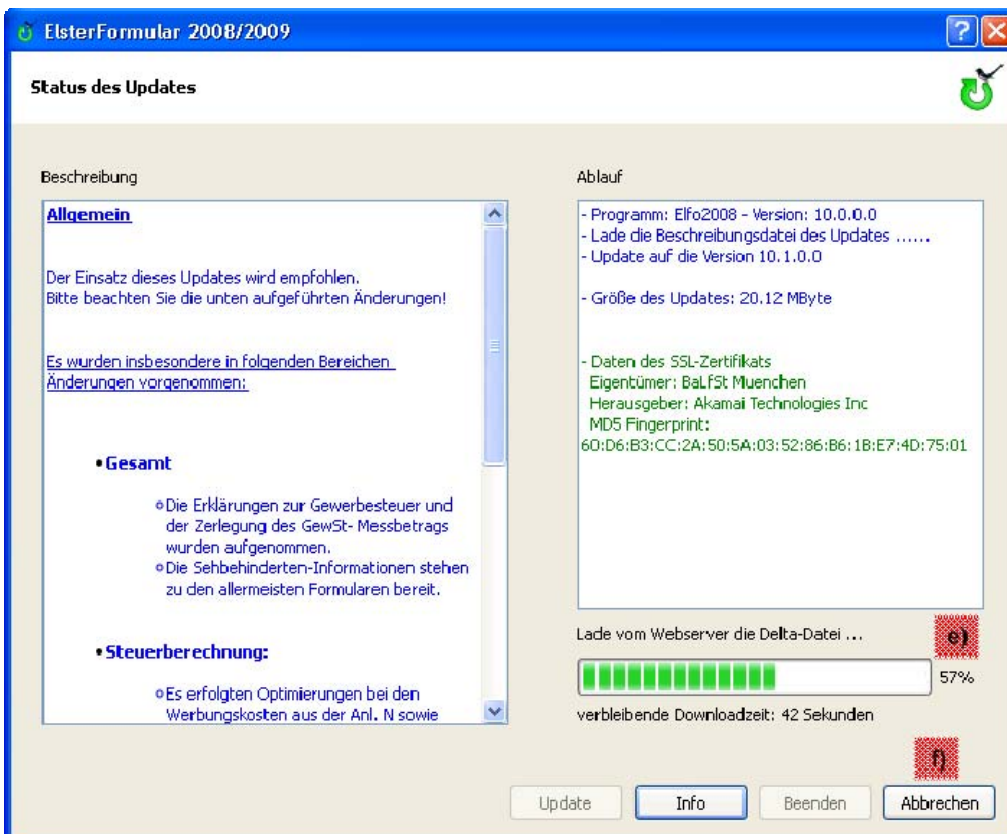 ElsterFormular 2008/2009
Status des Updates
Beschreibung
Allgemein
Der Einsatz dieses Updates wird empfohlen.
Bitte beachten Sie die unten aufgeführten Änderungen!
Es wurden insbesondere in folgenden Bereichen
Änderungen vorgenommen:
• Gesamt
Die Erklärungen zur Gewerbesteuer und
der Zerlegung des GewSt- Messbetrags
wurden aufgenommen.
Die Sehbehinderten-Informationen stehen
zu den allermeisten Formularen bereit.
• Steuerberechnung:
Es erfolgten Optimierungen bei den
Werbungskosten aus der Anl. N sowie
Ablauf
- Programm: Elfo2008 - Version: 10.0.0.0
- Lade die Beschreibungsdatei des Updates ......
- Update auf die Version 10.1.0.0
- Größe des Updates: 20.12 MByte
- Daten des SSL-Zertifikats
Eigentümer: BaLfSt Muenchen
Herausgeber: Akamai Technologies Inc
MD5 Fingerprint:
60:D6:B3:CC:2A:50:5A:03:52:86:B6:1B:E7:4D:75:01
Lade vom Webserver die Delta-Datei ...
e)
57%
verbleibende Downloadzeit: 42 Sekunden
f)
Update
Info
Beenden
Abbrechen